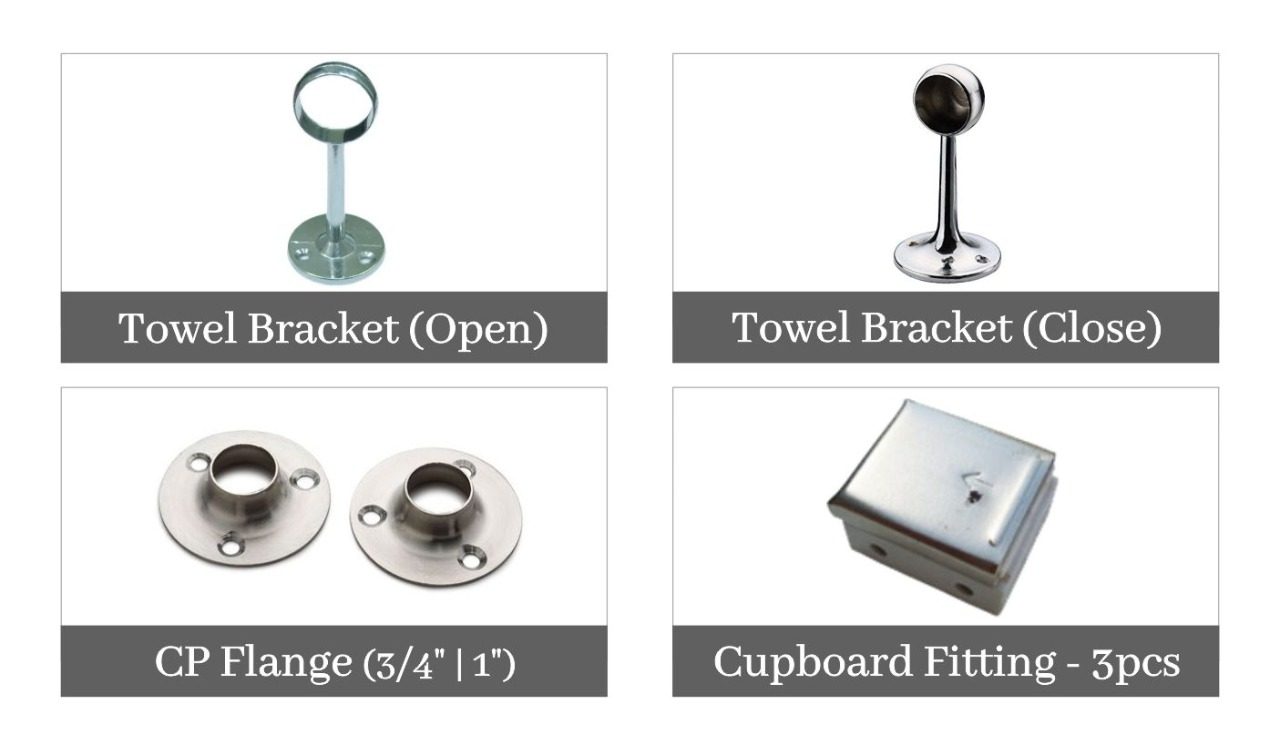 Towel Bracket (Open)
Towel Bracket (Close)
CP Flange (3/4" | 1")
Cupboard Fitting - 3pcs